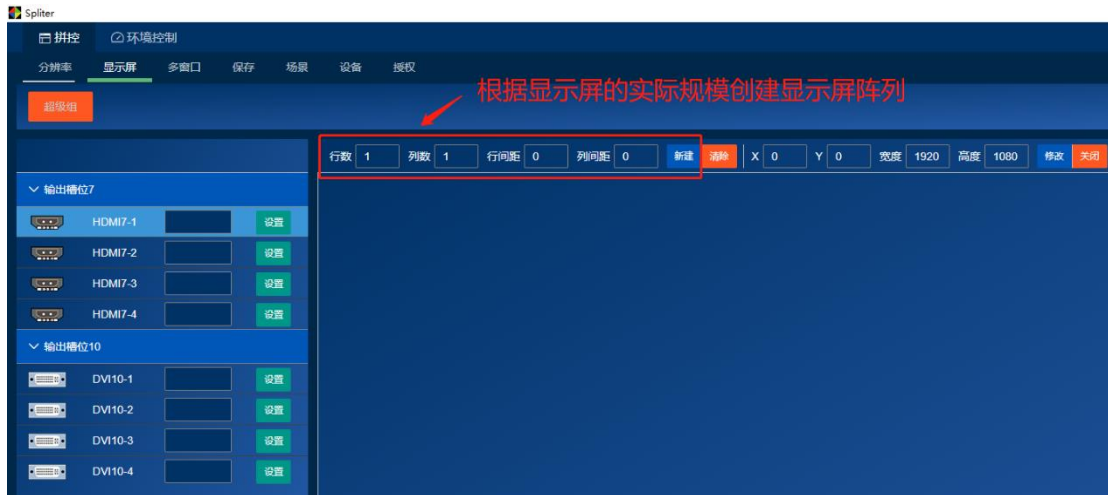 Spliter
拼控 环境控制
分辨率 显示屏 多窗口 保存 场景 设备 授权
根据显示屏的实际规模创建显示屏阵列
超级组
行数 1 列数 1 行间距 0 列间距 0 新建 清除 X 0 Y 0 宽度 1920 高度 1080 修改 关闭
输出槽位7
HDMI7-1 设置
HDMI7-2 设置
HDMI7-3 设置
HDMI7-4 设置
输出槽位10
DVI10-1 设置
DVI10-2 设置
DVI10-3 设置
DVI10-4 设置